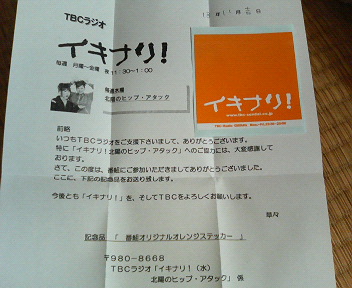 TBCラジオ
イキナリ!
毎週 月曜～金曜 夜11:30～1:00
毎週水曜
北陽のヒップ・アタック
イキナリ!
前略
いつもTBCラジオをご支援下さいまして、ありがとうございます。
特に「イキナリ!北陽のヒップ・アタック」へのご協力には、大変感謝して
おります。
さて、この度は、番組にご参加いただきましてありがとうございました。
ここに、下記の記念品をお送り致します。
今後とも「イキナリ!」を、そしてTBCをよろしくお願いします。
草々
記念品:「 番組オリジナルオレンジステッカー 」
〒980-8668
TBCラジオ「イキナリ!(水)
北陽のヒップ・アタック」 係